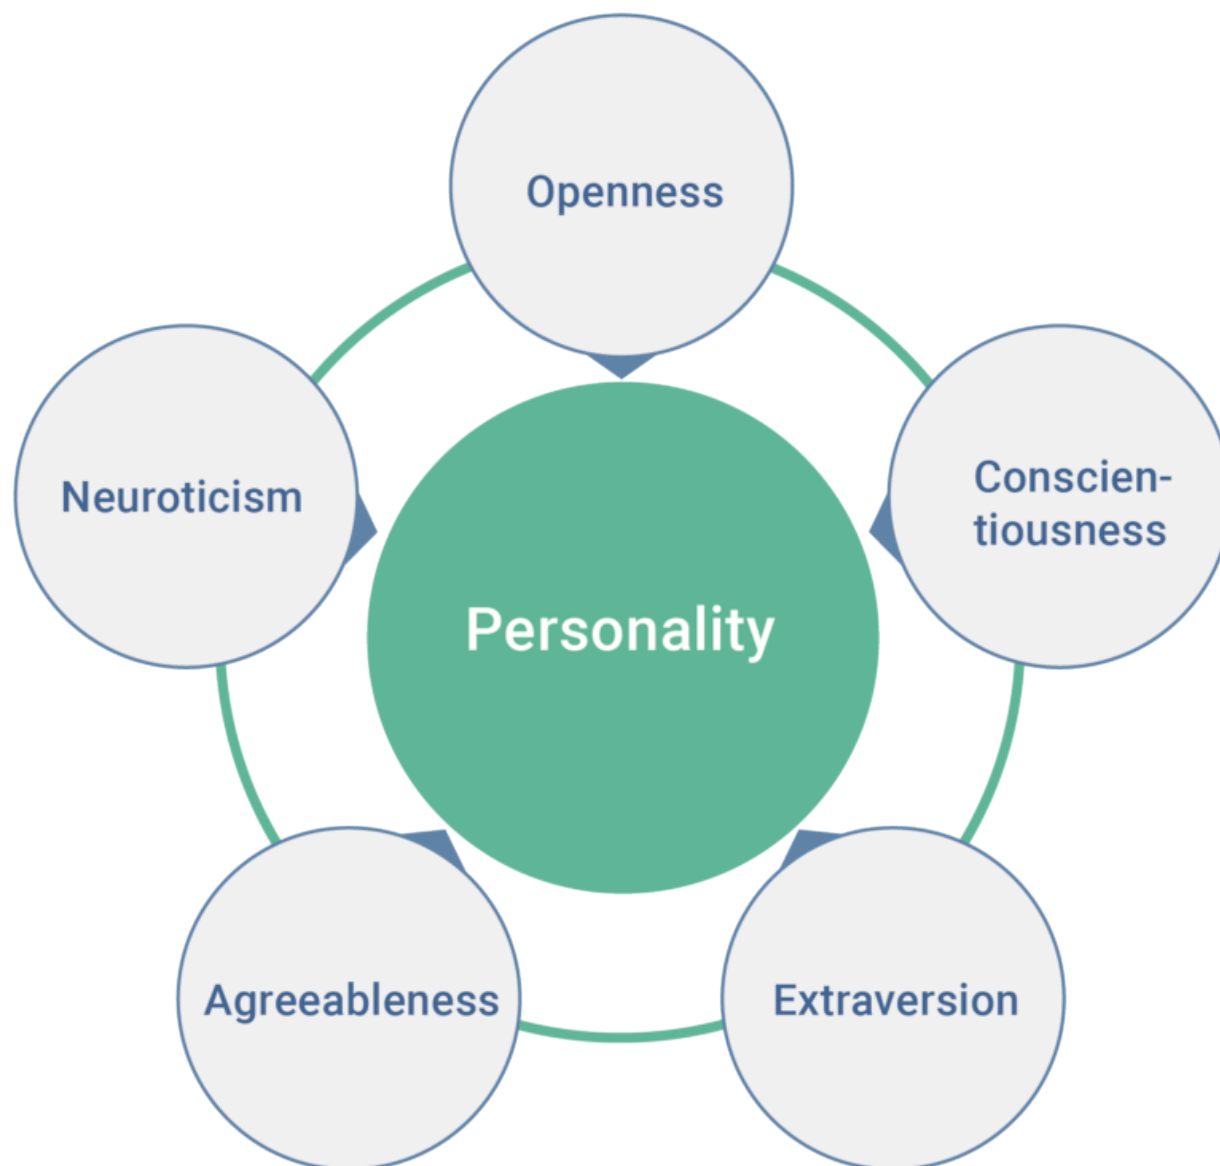 Openness
Neuroticism
Conscien-
tiousness
Personality
Agreeableness
Extraversion